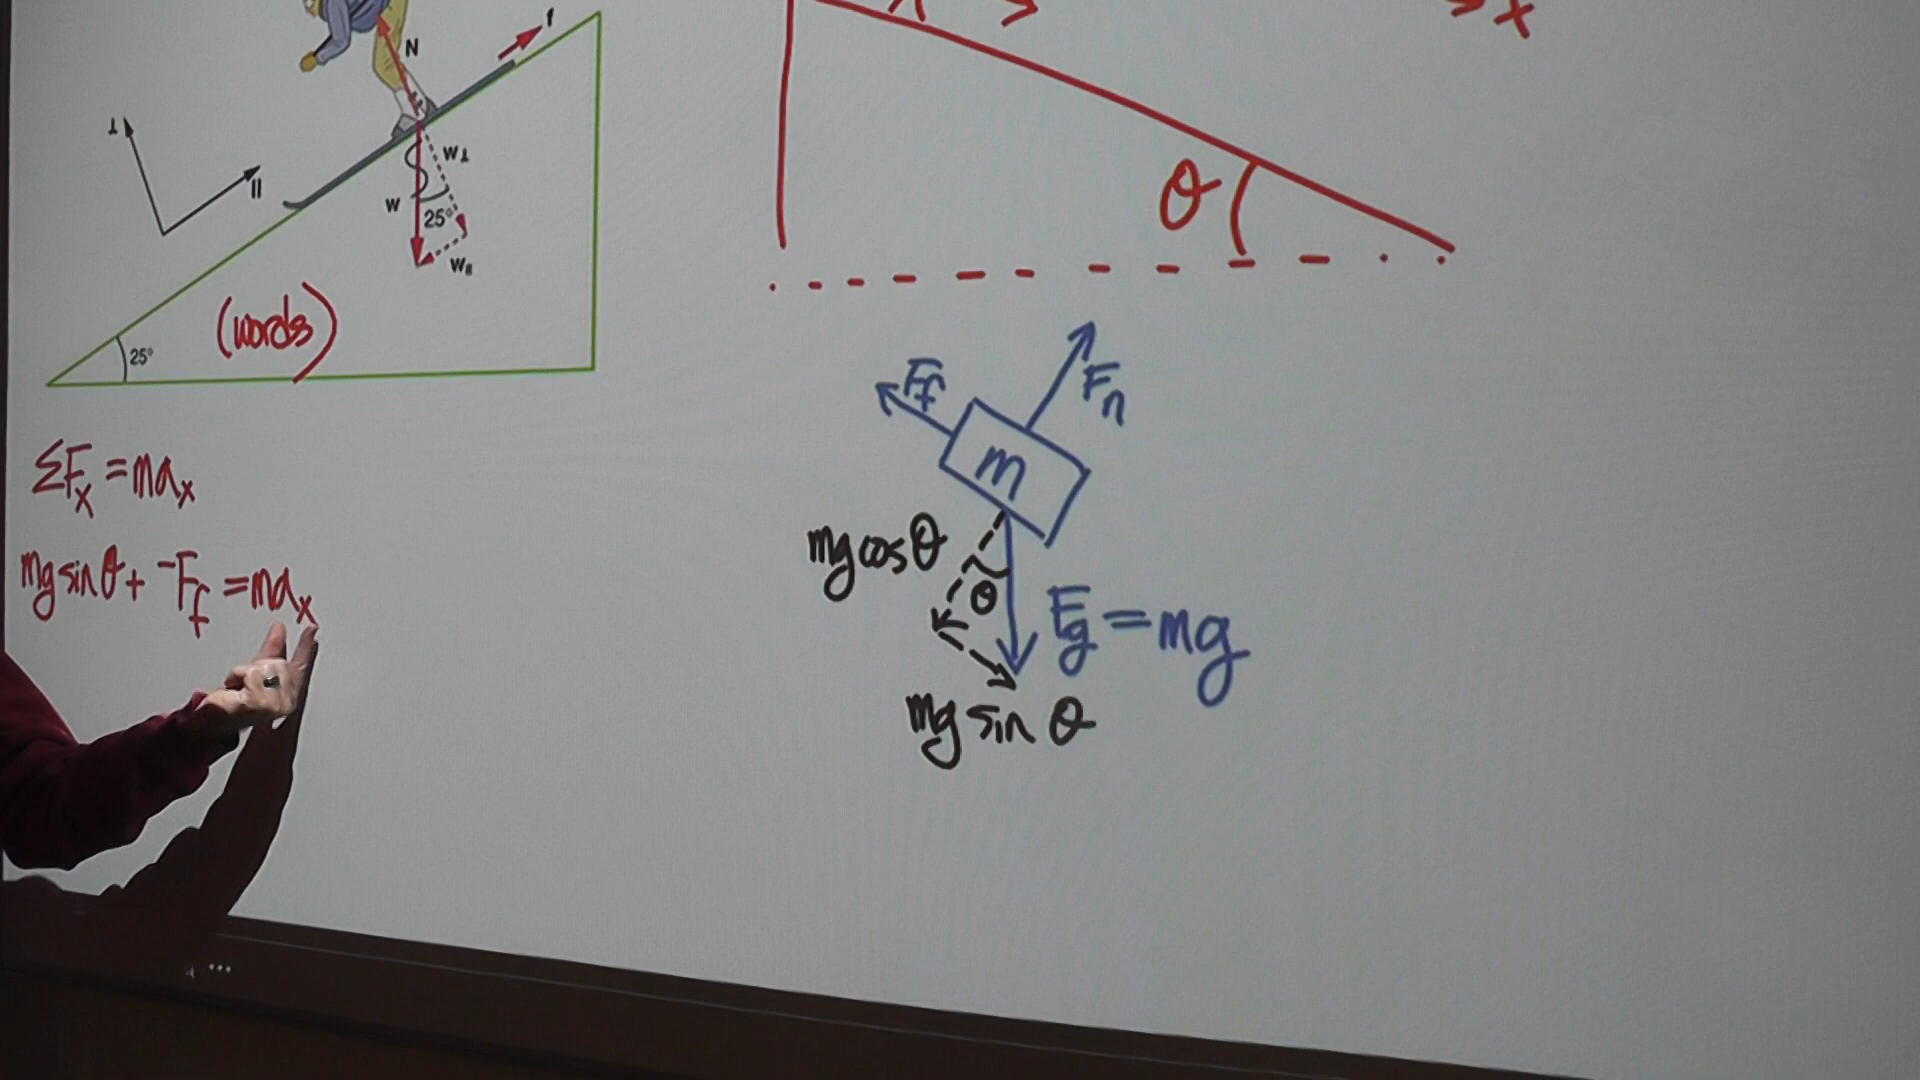 f
N
⊥
||
W⊥
W
25°
W||
25°
(words)
x
θ
ΣFx = max
mg sin θ + -Ff = max
Ff
Fn
m
mg cos θ
θ
Fg = mg
mg sin θ